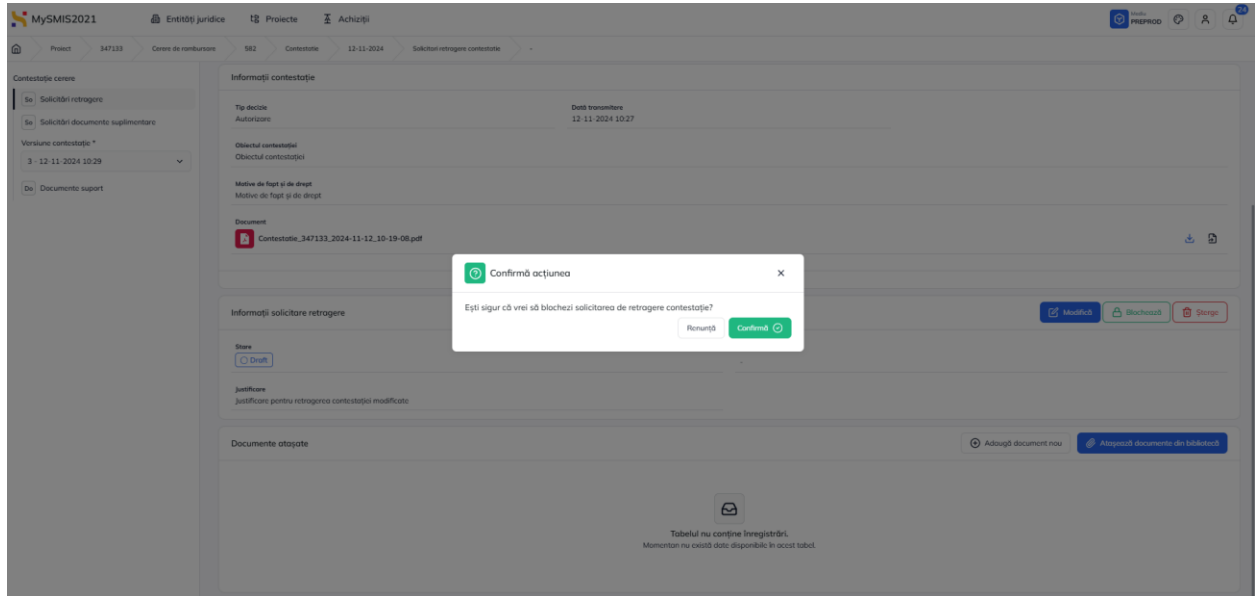 MySMIS2021
Entități juridice
Proiecte
Achiziții
Mediu
PREPROD
24
Proiect
347133
Cerere de rambursare
582
Contestatie
12-11-2024
Solicitari retragere contestatie
-
Contestație cerere
So Solicitări retragere
So Solicitări documente suplimentare
Versiune contestație *
3 - 12-11-2024 10:29
Do Documente suport
Informații contestație
Tip decizie
Autorizare
Dată transmitere
12-11-2024 10:27
Obiectul contestației
Obiectul contestației
Motive de fapt și de drept
Motive de fapt și de drept
Document
Contestatie_347133_2024-11-12_10-19-08.pdf
Confirmă acțiunea
Ești sigur că vrei să blochezi solicitarea de retragere contestație?
Renunță
Confirmă
Informații solicitare retragere
Modifică
Blochează
Șterge
Stare
Draft
-
Justificare
Justificare pentru retragerea contestației modificate
Documente atașate
Adaugă document nou
Atașează documente din bibliotecă
Tabelul nu conține înregistrări.
Momentan nu există date disponibile în acest tabel.